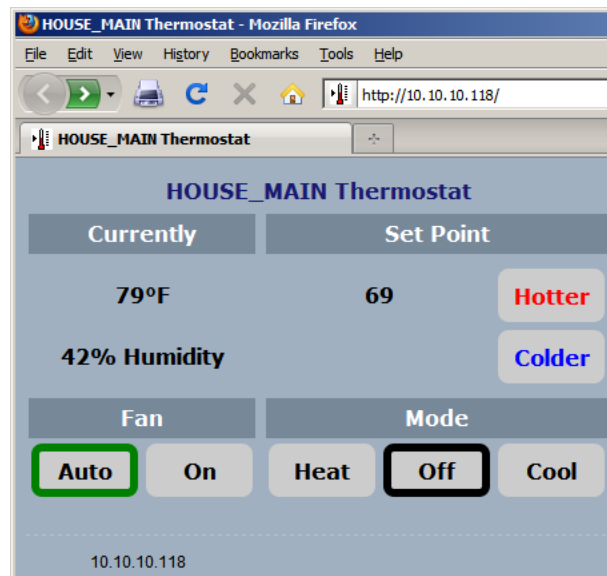 HOUSE_MAIN Thermostat - Mozilla Firefox
File Edit View History Bookmarks Tools Help
http://10.10.10.118/
HOUSE_MAIN Thermostat
HOUSE_MAIN Thermostat
Currently Set Point
79°F 69 Hotter
42% Humidity Colder
Fan Mode
Auto On Heat Off Cool
10.10.10.118